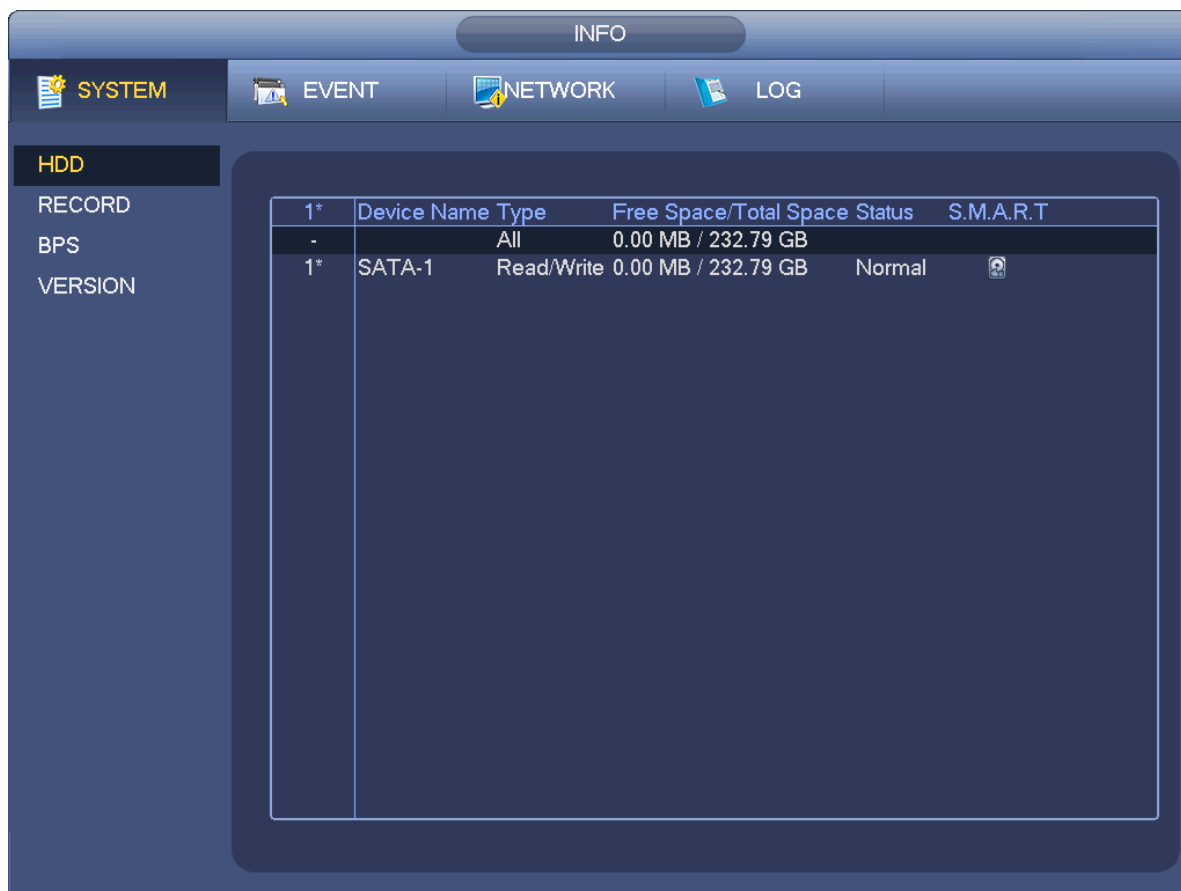 INFO
SYSTEM EVENT NETWORK LOG
HDD
RECORD
BPS
VERSION
1* Device Name Type Free Space/Total Space Status S.M.A.R.T
- All 0.00 MB / 232.79 GB
1* SATA-1 Read/Write 0.00 MB / 232.79 GB Normal